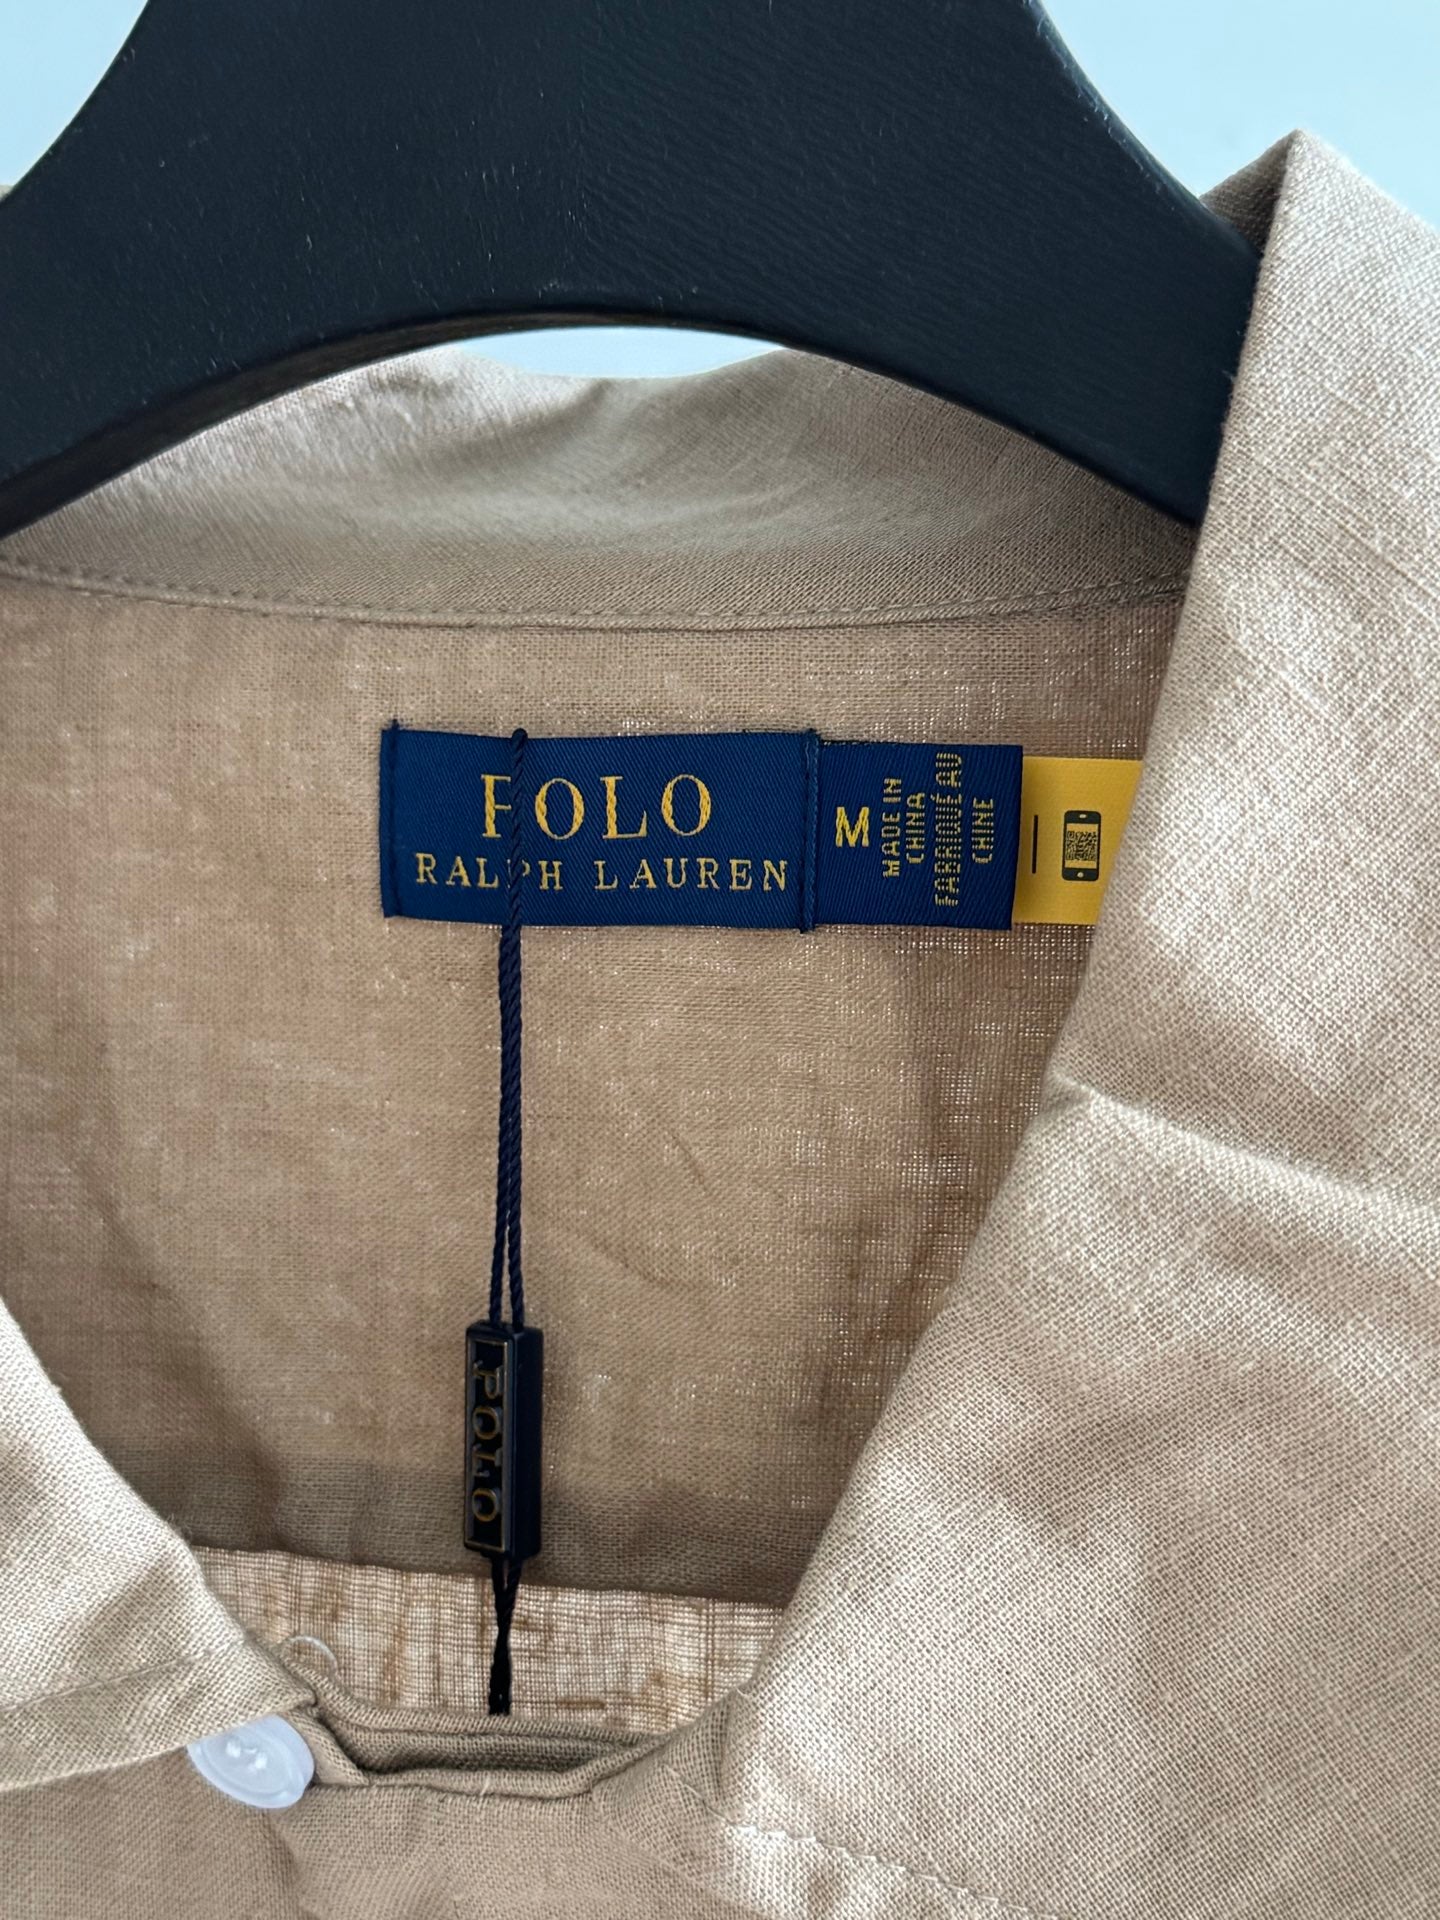 POLO
RALPH LAUREN
M
MADE IN
CHINA
FABRIQUÉ AU
CHINE
POLO